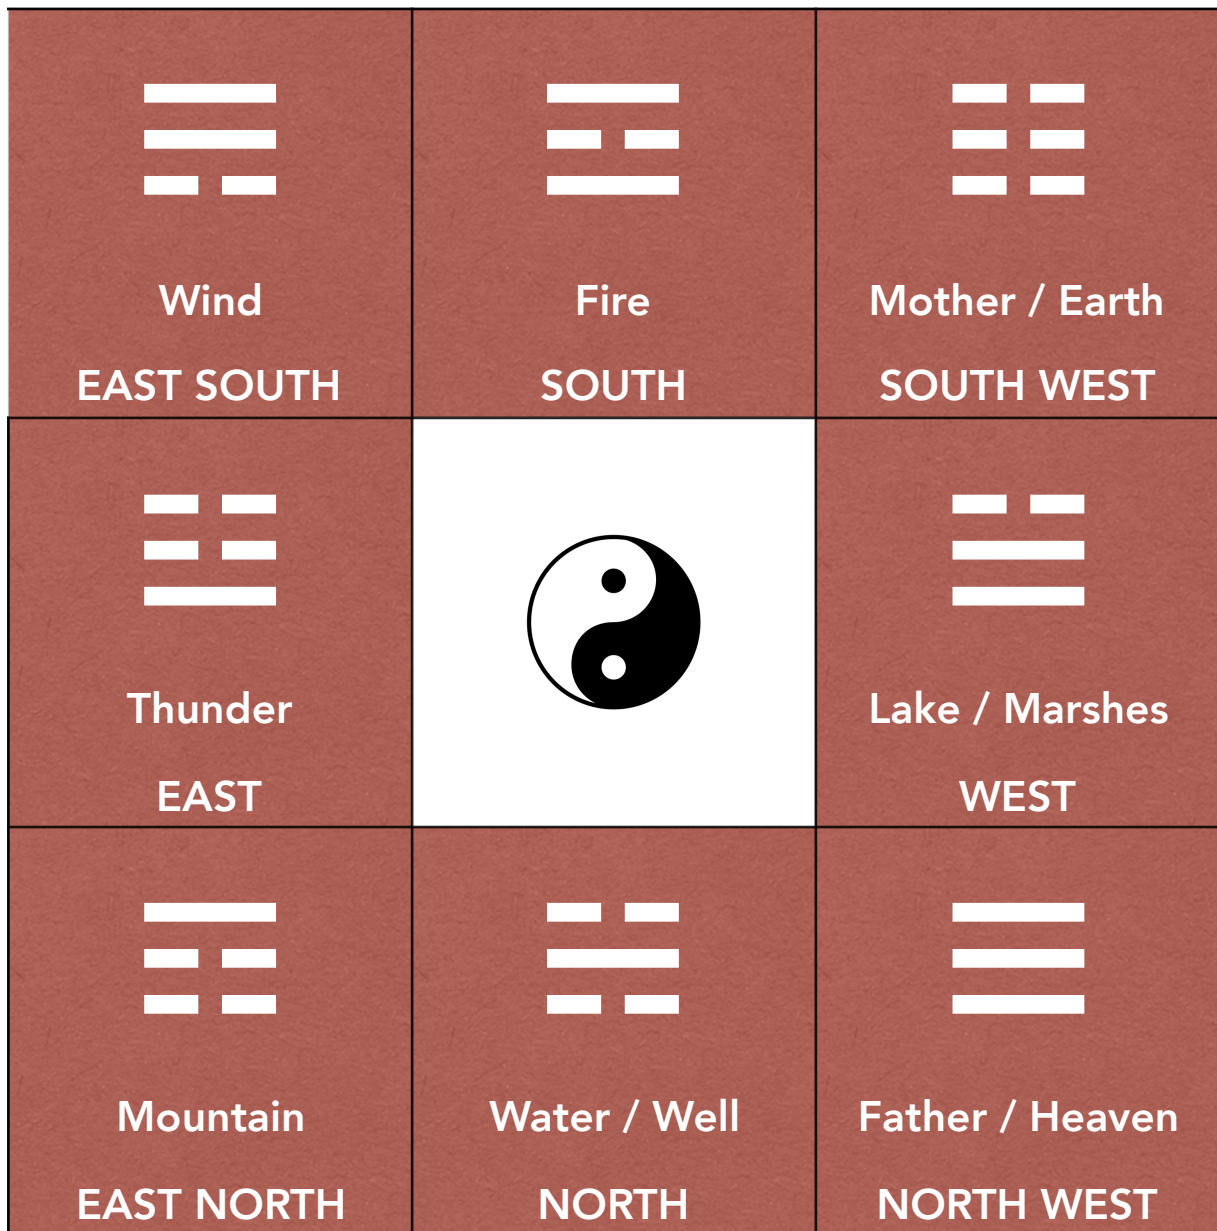 Wind
EAST SOUTH
Fire
SOUTH
Mother / Earth
SOUTH WEST
Thunder
EAST
Lake / Marshes
WEST
Mountain
EAST NORTH
Water / Well
NORTH
Father / Heaven
NORTH WEST